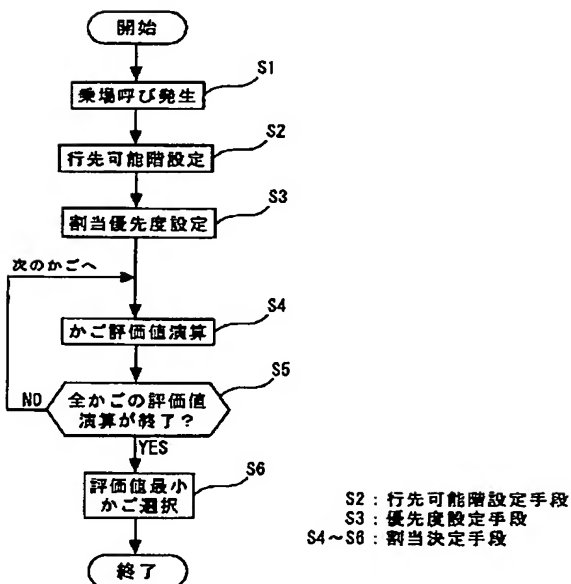 開始
S1
乗場呼び発生
S2
行先可能階設定
S3
割当優先度設定
次のかごへ
S4
かご評価値演算
S5
NO
全かごの評価値
演算が終了？
YES
S6
評価値最小
かご選択
終了
S2：行先可能階設定手段
S3：優先度設定手段
S4～S6：割当決定手段